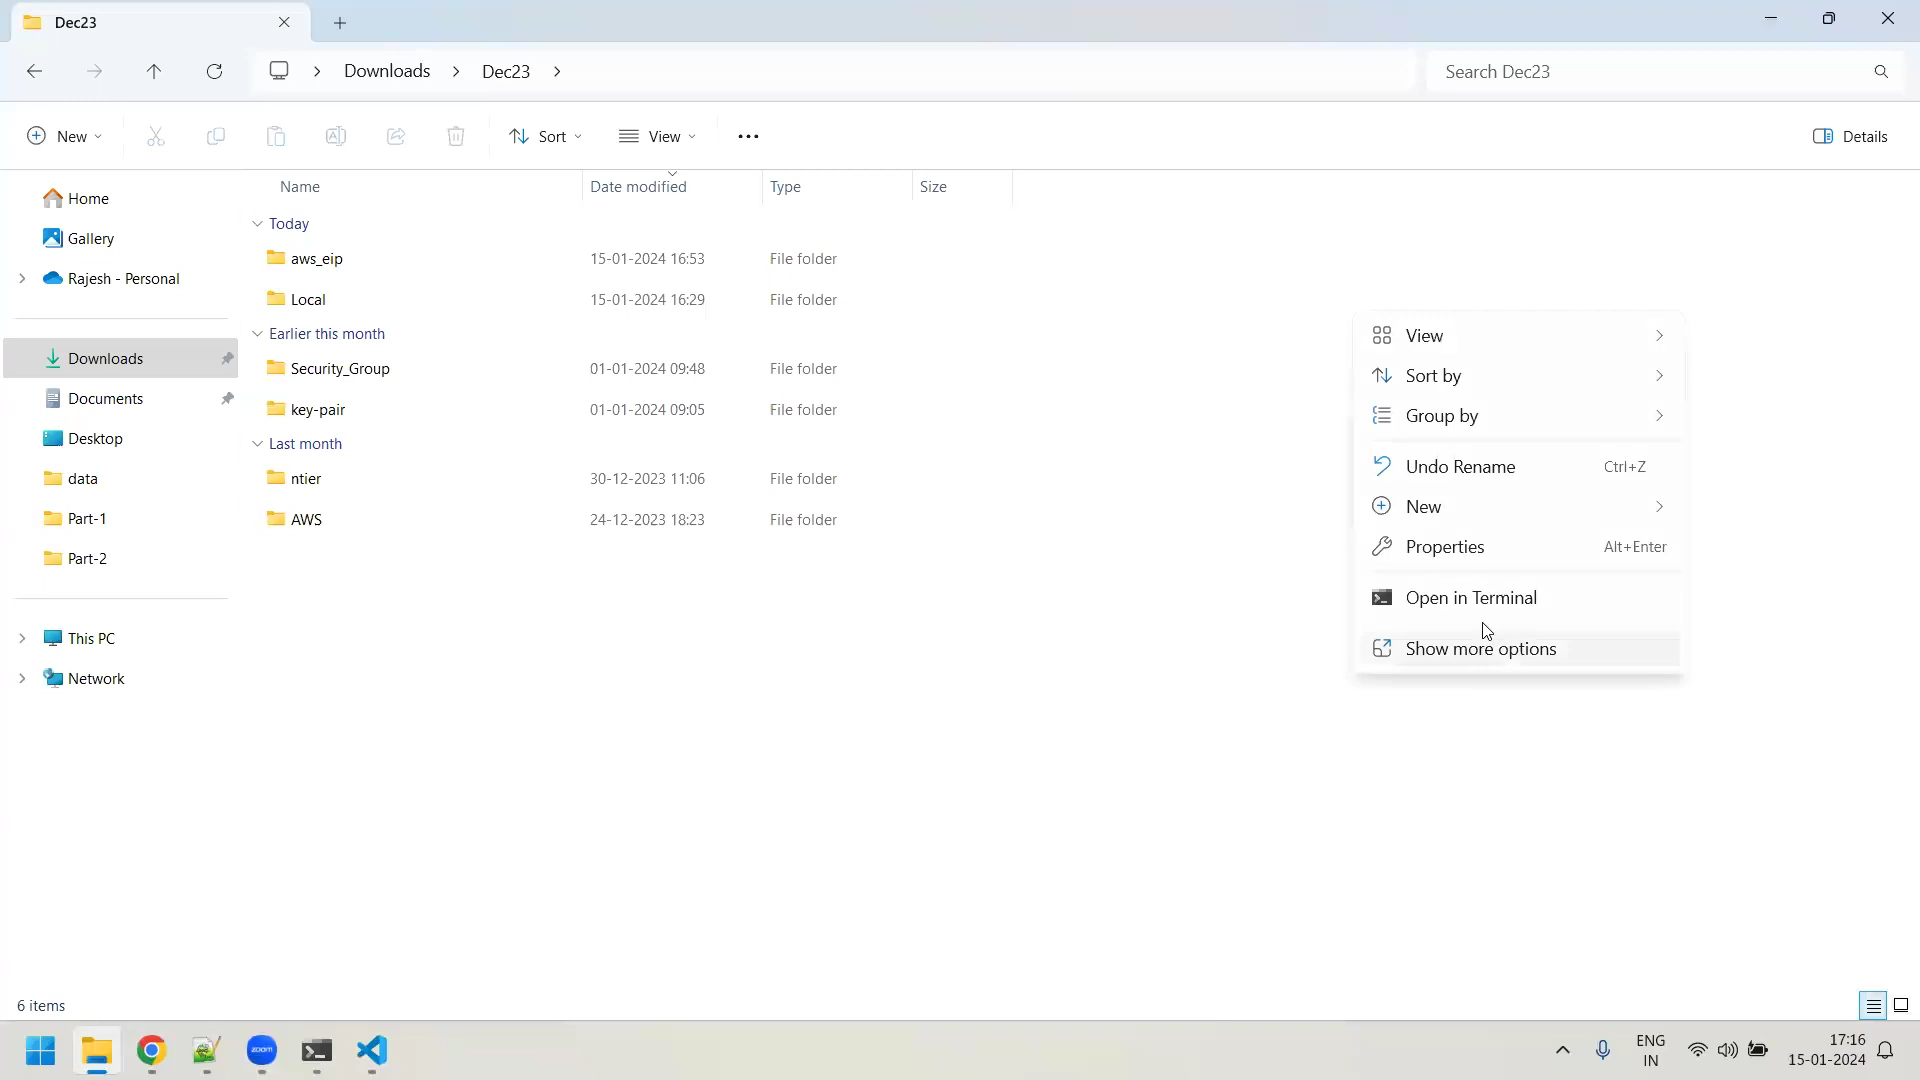 Dec23
Downloads
Dec23
Search Dec23
New
Sort
View
Details
Home
Gallery
Rajesh - Personal
Downloads
Documents
Desktop
data
Part-1
Part-2
This PC
Network
Name
Date modified
Type
Size
Today
aws_eip 15-01-2024 16:53 File folder
Local 15-01-2024 16:29 File folder
Earlier this month
Security_Group 01-01-2024 09:48 File folder
key-pair 01-01-2024 09:05 File folder
Last month
ntier 30-12-2023 11:06 File folder
AWS 24-12-2023 18:23 File folder
View
Sort by
Group by
Undo Rename Ctrl+Z
New
Properties Alt+Enter
Open in Terminal
Show more options
6 items
zoom
ENG
IN
17:16
15-01-2024